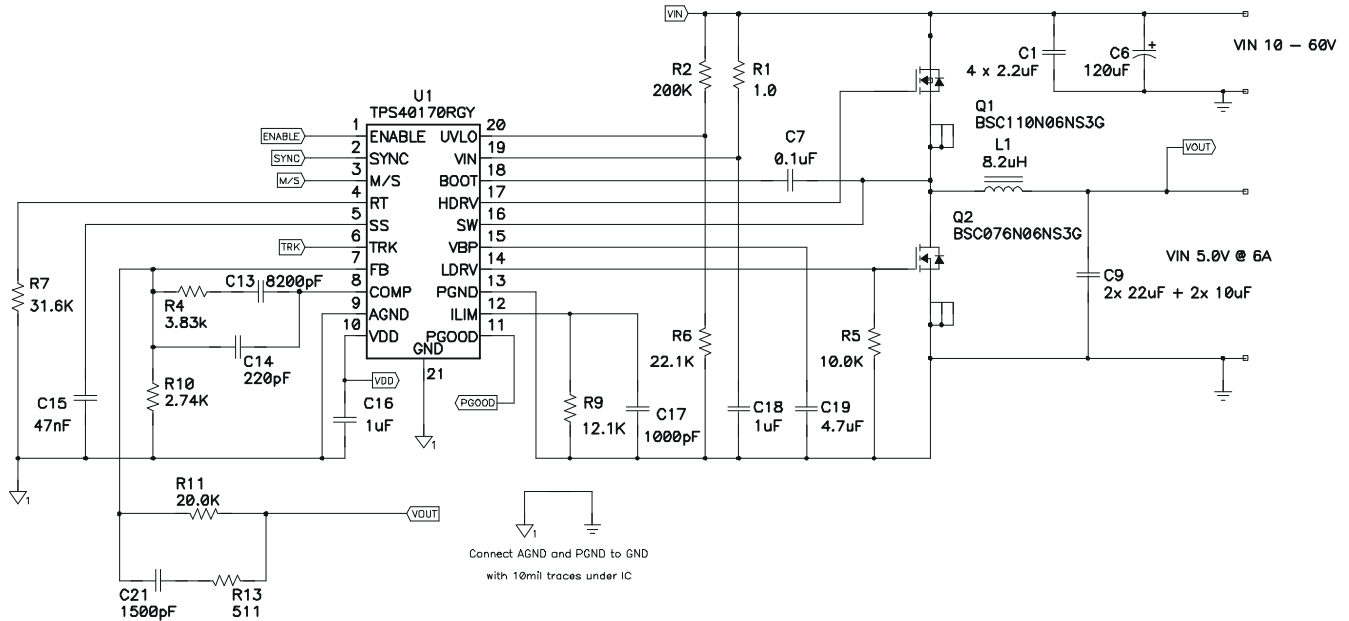 VIN
VIN 10 – 60V
R2
200K
R1
1.0
C1
4 x 2.2uF
C6
+
120uF
U1
TPS40170RGY
Q1
BSC110N06NS3G
C7
0.1uF
L1
8.2uH
VOUT
ENABLE
1
ENABLE
UVLO
20
SYNC
2
SYNC
VIN
19
M/S
3
M/S
BOOT
18
4
RT
HDRV
17
5
SS
SW
16
TRK
6
TRK
VBP
15
7
FB
LDRV
14
8
COMP
PGND
13
9
AGND
ILIM
12
10
VDD
PGOOD
11
GND
21
Q2
BSC076N06NS3G
VIN 5.0V @ 6A
C9
2x 22uF + 2x 10uF
R7
31.6K
C13
8200pF
R4
3.83k
C14
220pF
R10
2.74K
C15
47nF
VDD
C16
1uF
PGOOD
1
R9
12.1K
C17
1000pF
R6
22.1K
C18
1uF
C19
4.7uF
R5
10.0K
1
R11
20.0K
VOUT
C21
1500pF
R13
511
1
Connect AGND and PGND to GND
with 10mil traces under IC